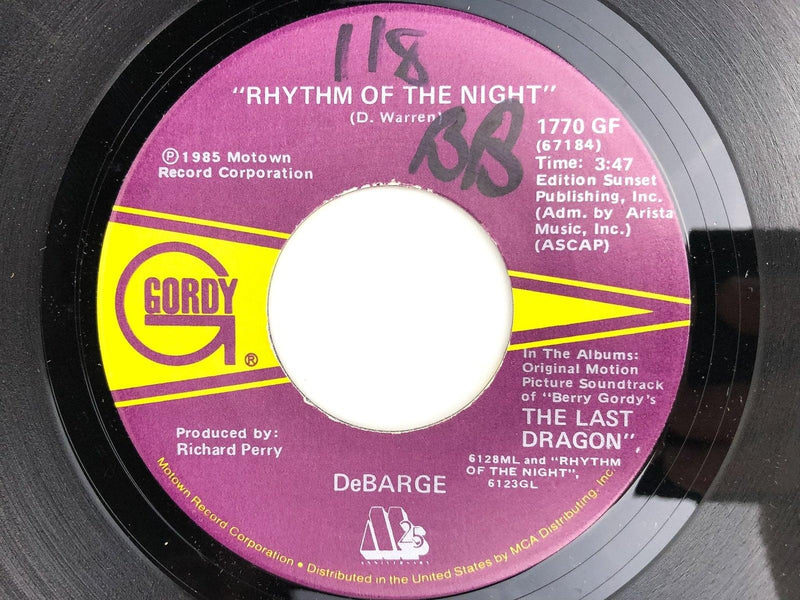 118
"RHYTHM OF THE NIGHT"
(D. Warren)
BB
℗ 1985 Motown
Record Corporation
1770 GF
(67184)
Time: 3:47
Edition Sunset
Publishing, Inc.
(Adm. by Arista
Music, Inc.)
(ASCAP)
GORDY
®
In The Albums:
Original Motion
Picture Soundtrack
of "Berry Gordy's
THE LAST
DRAGON",
6128ML and "RHYTHM
OF THE NIGHT",
6123GL
Produced by:
Richard Perry
DeBARGE
M25
ANNIVERSARY
Motown Record Corporation • Distributed in the United States by MCA Distributing, Inc.